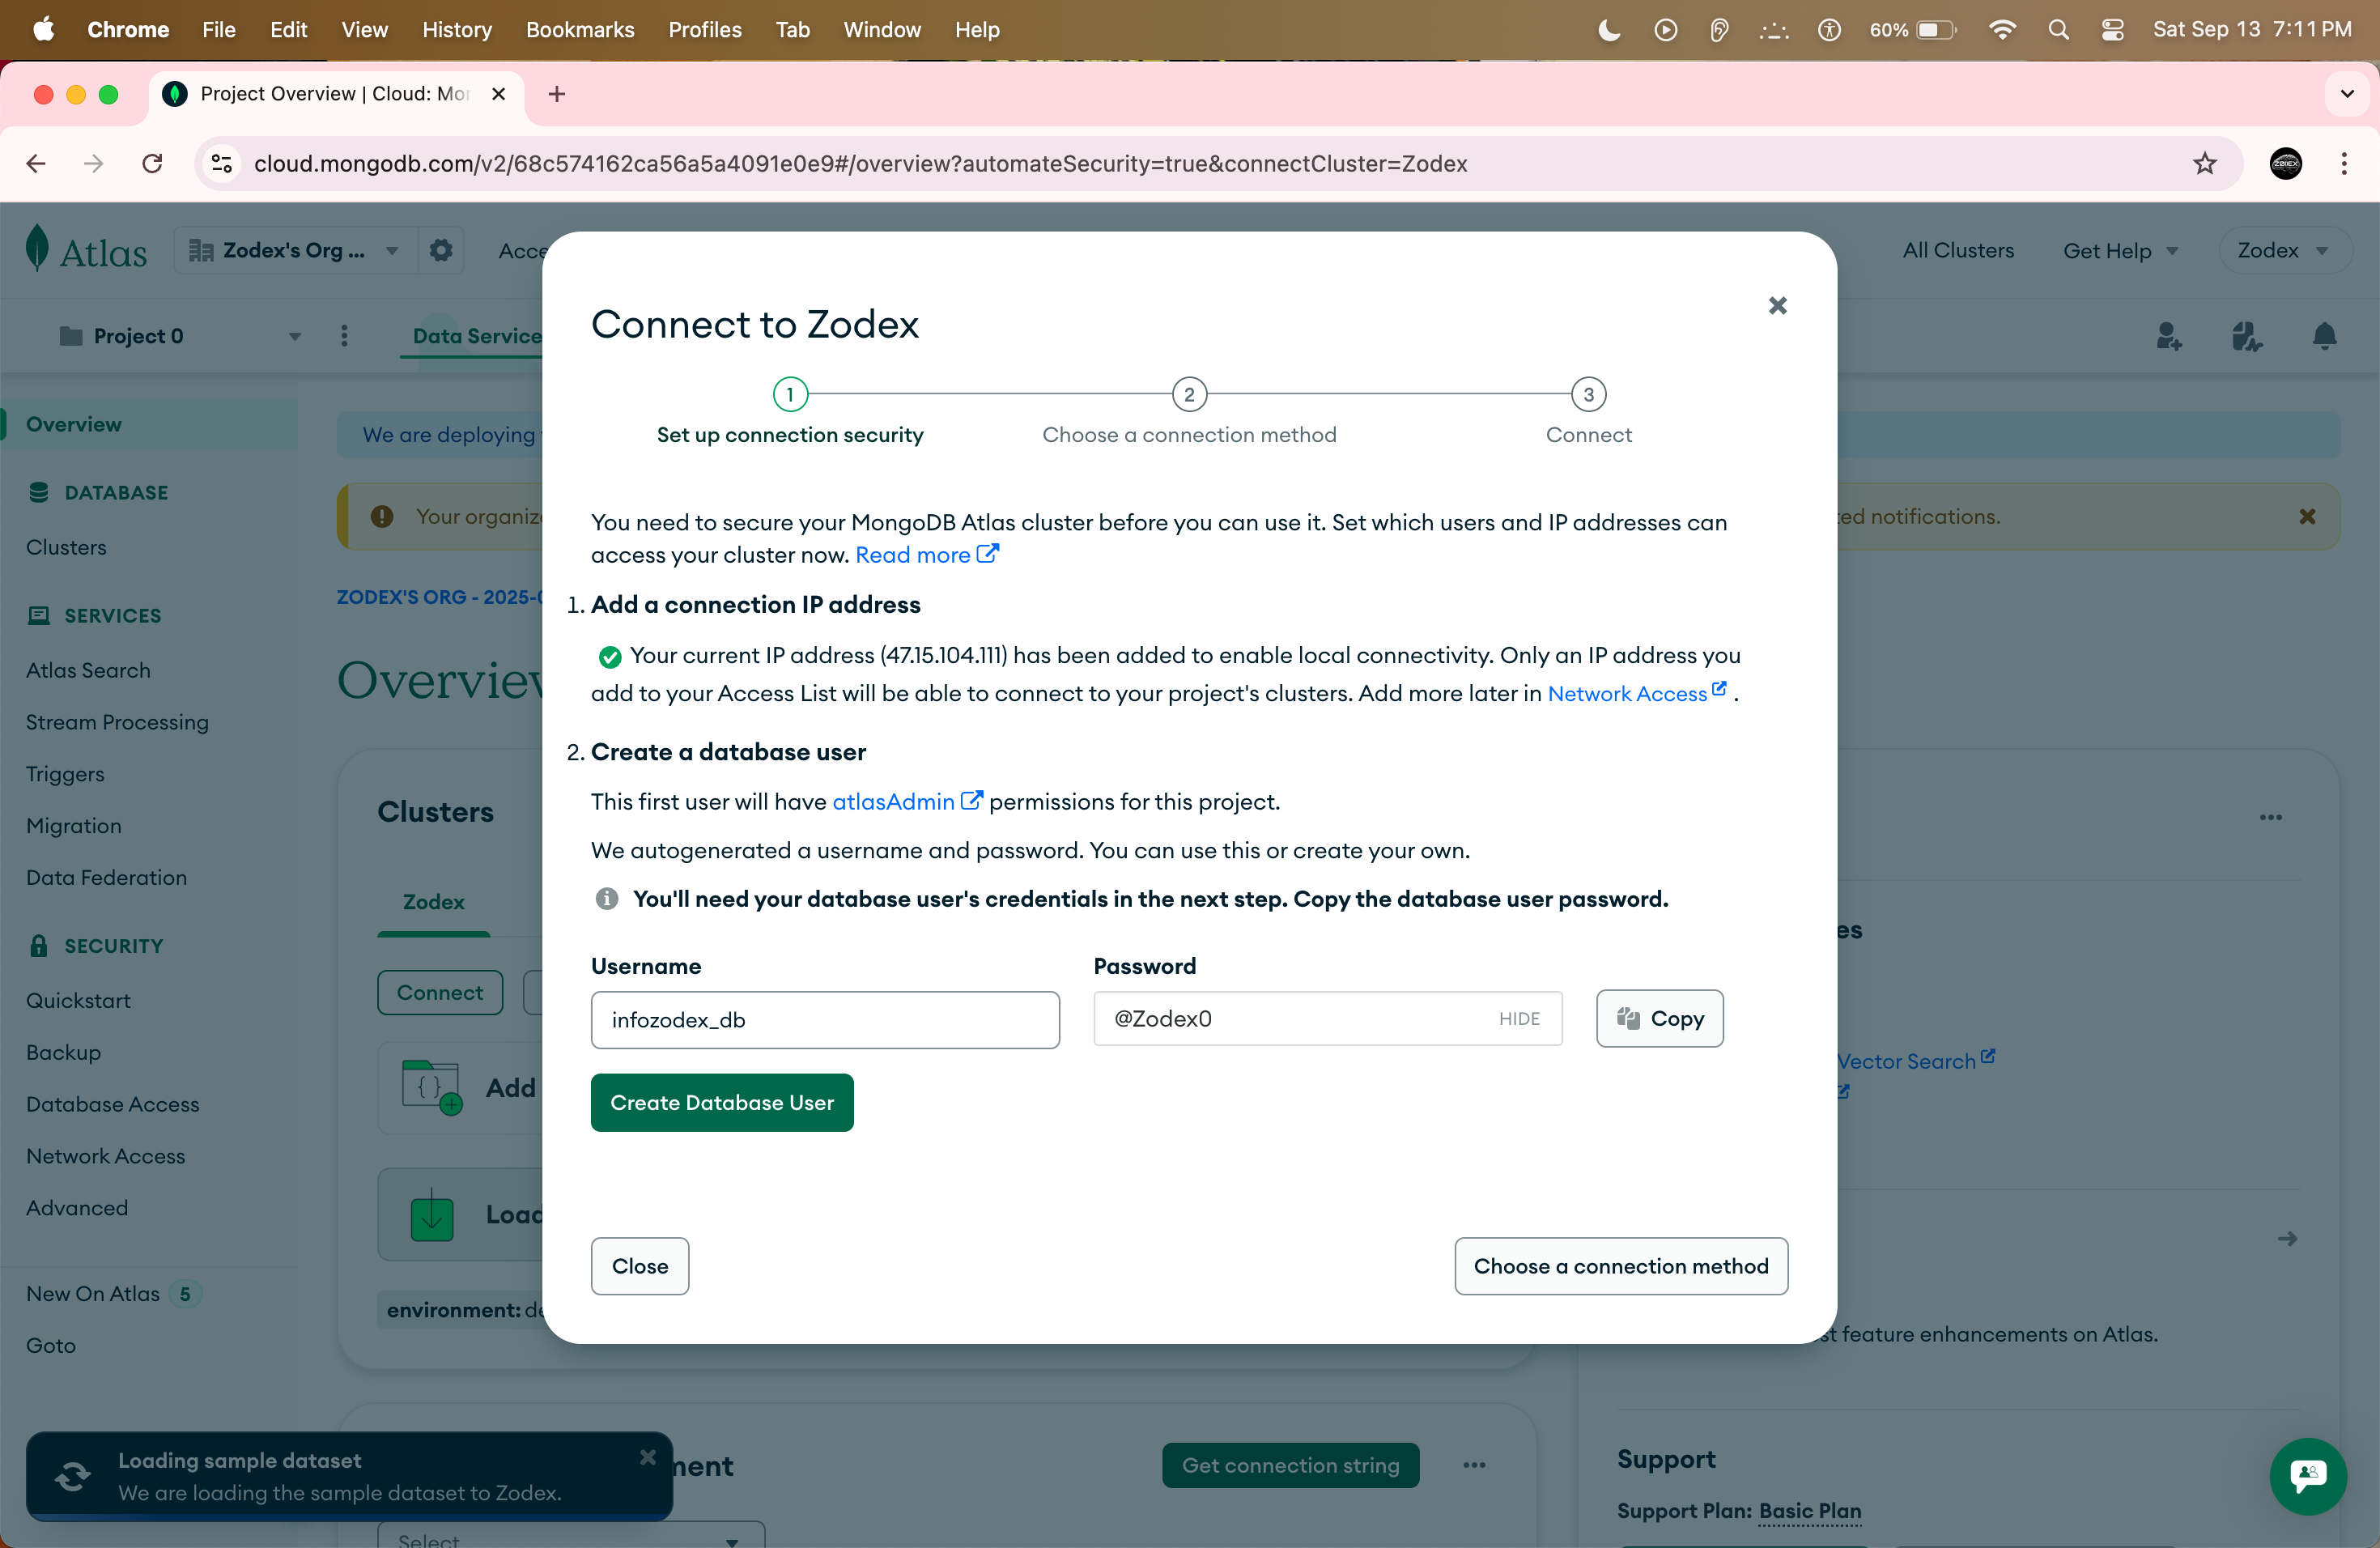 Chrome File Edit View History Bookmarks Profiles Tab Window Help 60% Sat Sep 13 7:11 PM
Project Overview | Cloud: Mon
cloud.mongodb.com/v2/68c574162ca56a5a4091e0e9#/overview?automateSecurity=true&connectCluster=Zodex
Atlas Zodex's Org ... Acce All Clusters Get Help Zodex
Project 0 Data Service
Overview
DATABASE
Clusters
SERVICES
Atlas Search
Stream Processing
Triggers
Migration
Data Federation
SECURITY
Quickstart
Backup
Database Access
Network Access
Advanced
New On Atlas 5
Goto
We are deploying
Your organiz
ted notifications.
ZODEX'S ORG - 2025-0
Overview
Clusters
Zodex
Connect
Add
Load
environment: de
Connect to Zodex
1 2 3
Set up connection security Choose a connection method Connect
You need to secure your MongoDB Atlas cluster before you can use it. Set which users and IP addresses can
access your cluster now. Read more
1. Add a connection IP address
Your current IP address (47.15.104.111) has been added to enable local connectivity. Only an IP address you
add to your Access List will be able to connect to your project's clusters. Add more later in Network Access .
2. Create a database user
This first user will have atlasAdmin permissions for this project.
We autogenerated a username and password. You can use this or create your own.
You'll need your database user's credentials in the next step. Copy the database user password.
Username Password
infozodex_db @Zodex0 HIDE Copy
Create Database User
Close Choose a connection method
es
Vector Search
st feature enhancements on Atlas.
Loading sample dataset
We are loading the sample dataset to Zodex.
ment Get connection string
Select
Support
Support Plan: Basic Plan